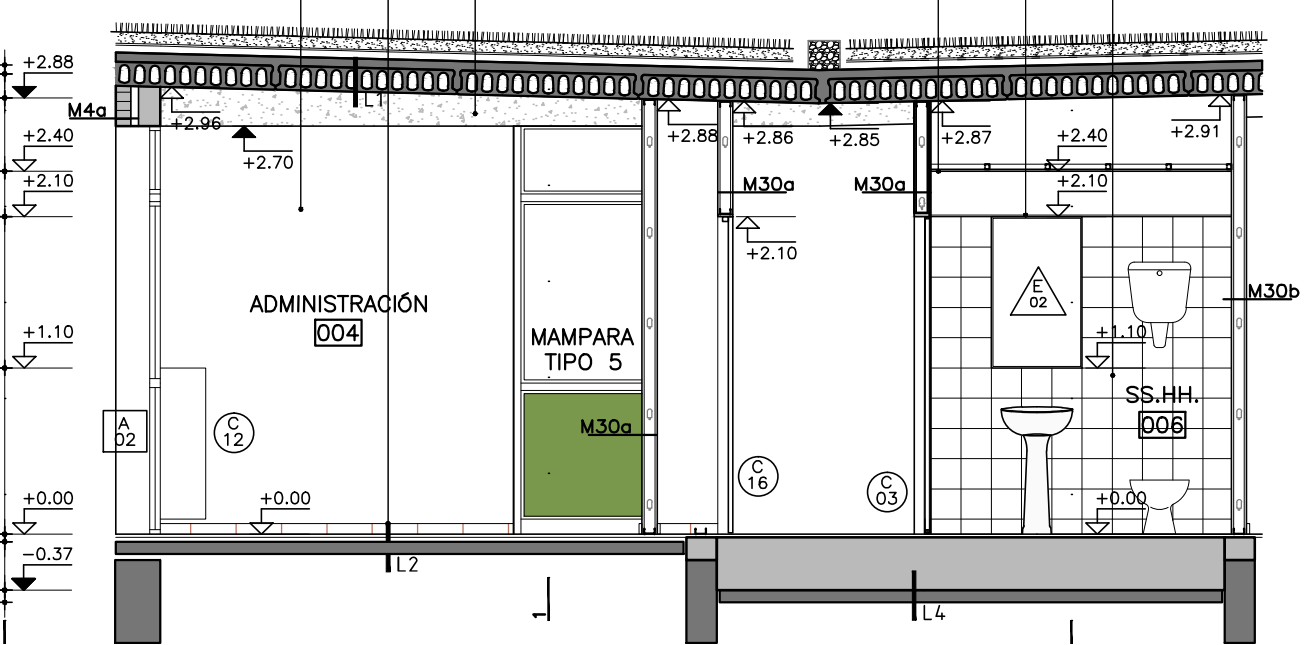 +2.88
L1
M4a
+2.96
+2.88
+2.86
+2.85
+2.87
+2.91
+2.40
+2.70
+2.40
+2.10
M30a
M30a
+2.10
+2.10
ADMINISTRACIÓN
004
E
02
M30b
+1.10
MAMPARA
TIPO 5
+1.10
SS.HH.
006
A
02
C
12
M30a
C
16
C
03
+0.00
+0.00
+0.00
-0.37
L2
1
L4